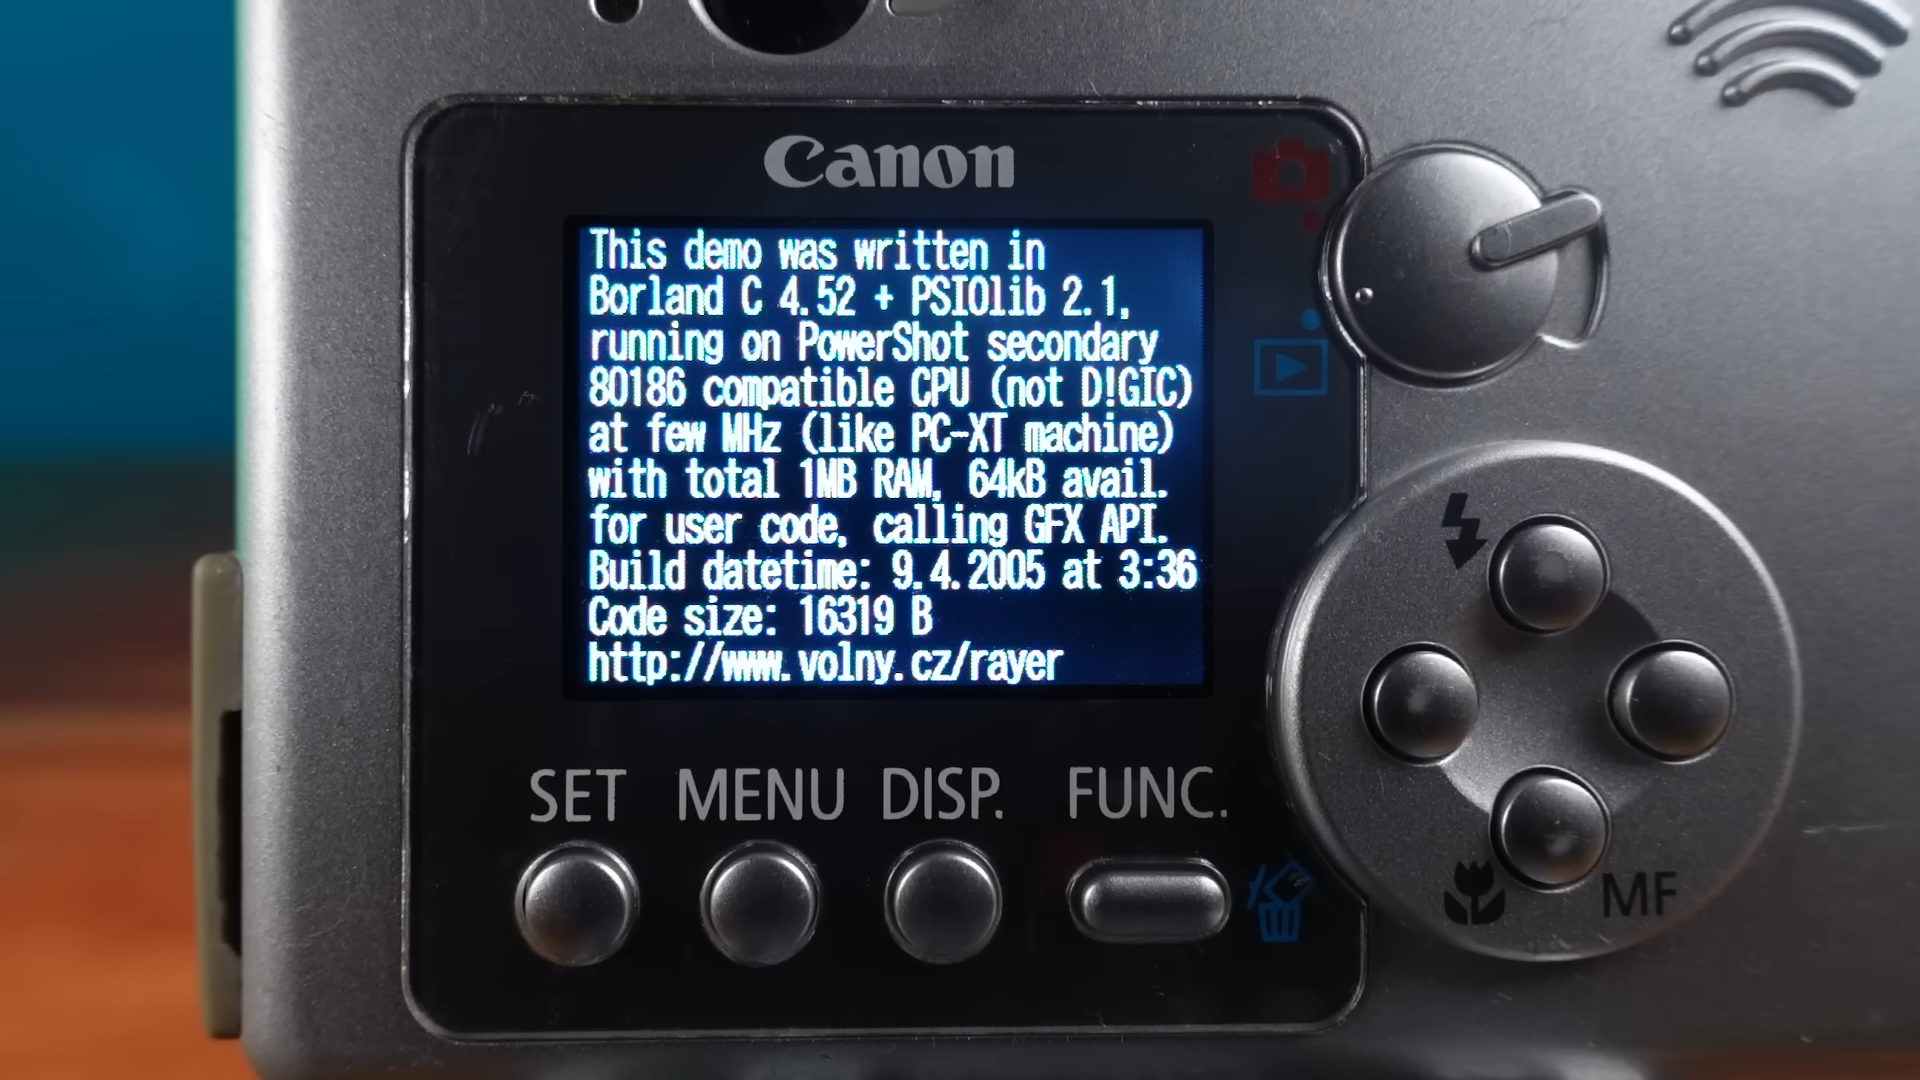 Canon
This demo was written in
Borland C 4.52 + PSIOlib 2.1,
running on PowerShot secondary
80186 compatible CPU (not D!GIC)
at few MHz (like PC-XT machine)
with total 1MB RAM, 64kB avail.
for user code, calling GFX API.
Build datetime: 9.4.2005 at 3:36
Code size: 16319 B
http://www.volny.cz/rayer
SET MENU DISP. FUNC.
MF